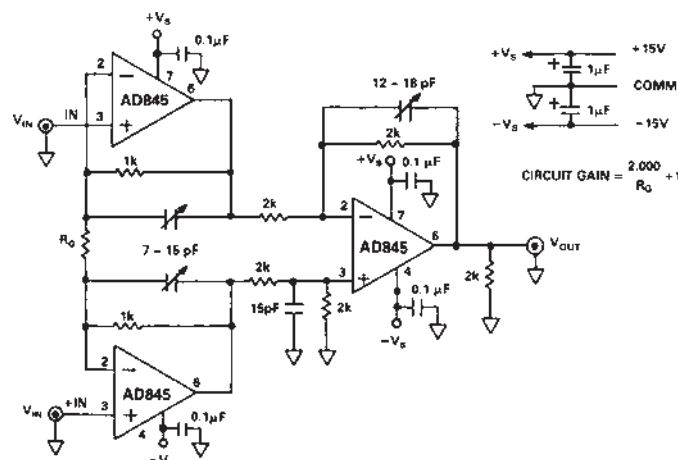 +Vs
0.1µF
2
7
6
AD845
VIN
IN
3
1k
7 – 15 pF
RG
1k
2
6
AD845
VIN
+IN
3
4
0.1µF
–V
12 – 18 pF
2k
+Vs
0.1 µF
2k
2
7
AD845
6
VOUT
2k
3
4
15pF
2k
2k
0.1 µF
–Vs
+Vs
+15V
+
1µF
COMM
+
1µF
–Vs
–15V
CIRCUIT GAIN = 2.000
RG
+ 1